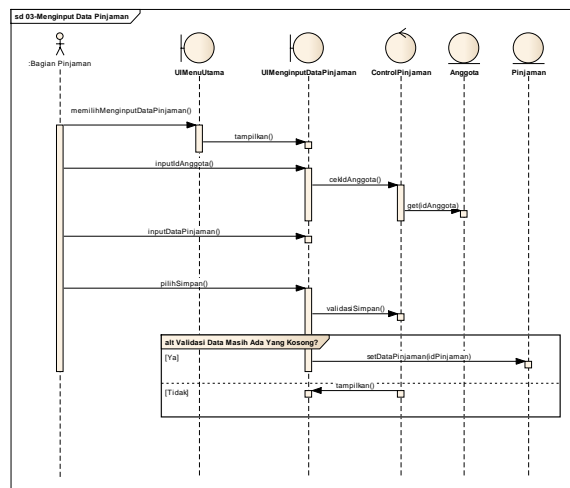 sd 03-Menginput Data Pinjaman
:Bagian Pinjaman
UIMenuUtama
UIMenginputDataPinjaman
ControlPinjaman
Anggota
Pinjaman
memilihMenginputDataPinjaman()
tampilkan()
inputIdAnggota()
cekIdAnggota()
get(idAnggota)
inputDataPinjaman()
pilihSimpan()
validasiSimpan()
alt Validasi Data Masih Ada Yang Kosong?
[Ya]
setDataPinjaman(idPinjaman)
[Tidak]
tampilkan()